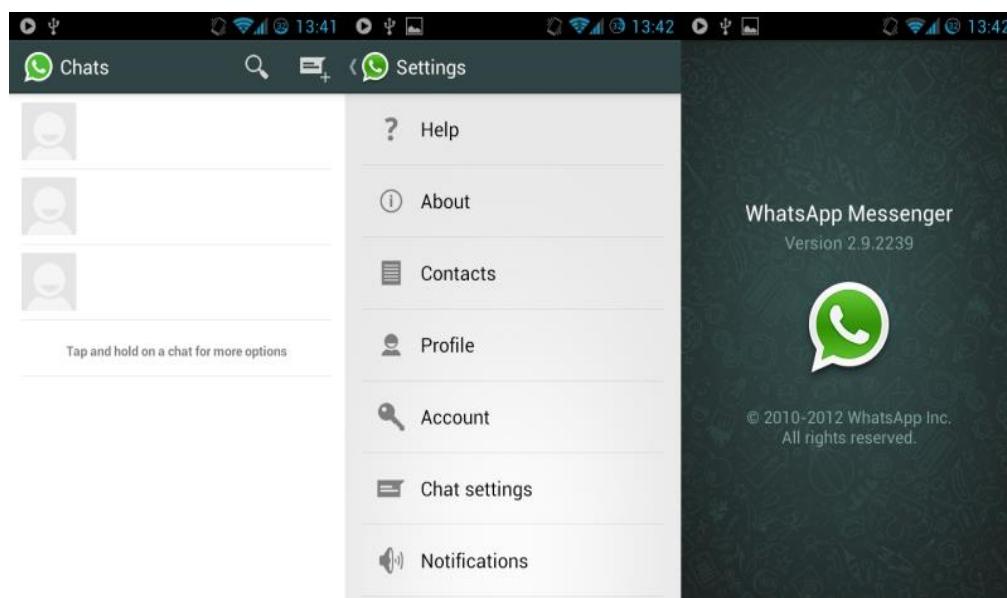 13:41
Chats
Tap and hold on a chat for more options
13:42
Settings
Help
About
Contacts
Profile
Account
Chat settings
Notifications
13:42
WhatsApp Messenger
Version 2.9.2239
© 2010-2012 WhatsApp Inc.
All rights reserved.